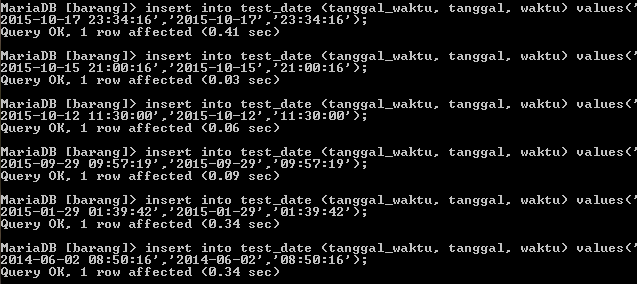 MariaDB [barang]> insert into test_date (tanggal_waktu, tanggal, waktu) values('
2015-10-17 23:34:16','2015-10-17','23:34:16');
Query OK, 1 row affected (0.41 sec)
MariaDB [barang]> insert into test_date (tanggal_waktu, tanggal, waktu) values('
2015-10-15 21:00:16','2015-10-15','21:00:16');
Query OK, 1 row affected (0.03 sec)
MariaDB [barang]> insert into test_date (tanggal_waktu, tanggal, waktu) values('
2015-10-12 11:30:00','2015-10-12','11:30:00');
Query OK, 1 row affected (0.06 sec)
MariaDB [barang]> insert into test_date (tanggal_waktu, tanggal, waktu) values('
2015-09-29 09:57:19','2015-09-29','09:57:19');
Query OK, 1 row affected (0.09 sec)
MariaDB [barang]> insert into test_date (tanggal_waktu, tanggal, waktu) values('
2015-01-29 01:39:42','2015-01-29','01:39:42');
Query OK, 1 row affected (0.34 sec)
MariaDB [barang]> insert into test_date (tanggal_waktu, tanggal, waktu) values('
2014-06-02 08:50:16','2014-06-02','08:50:16');
Query OK, 1 row affected (0.34 sec)